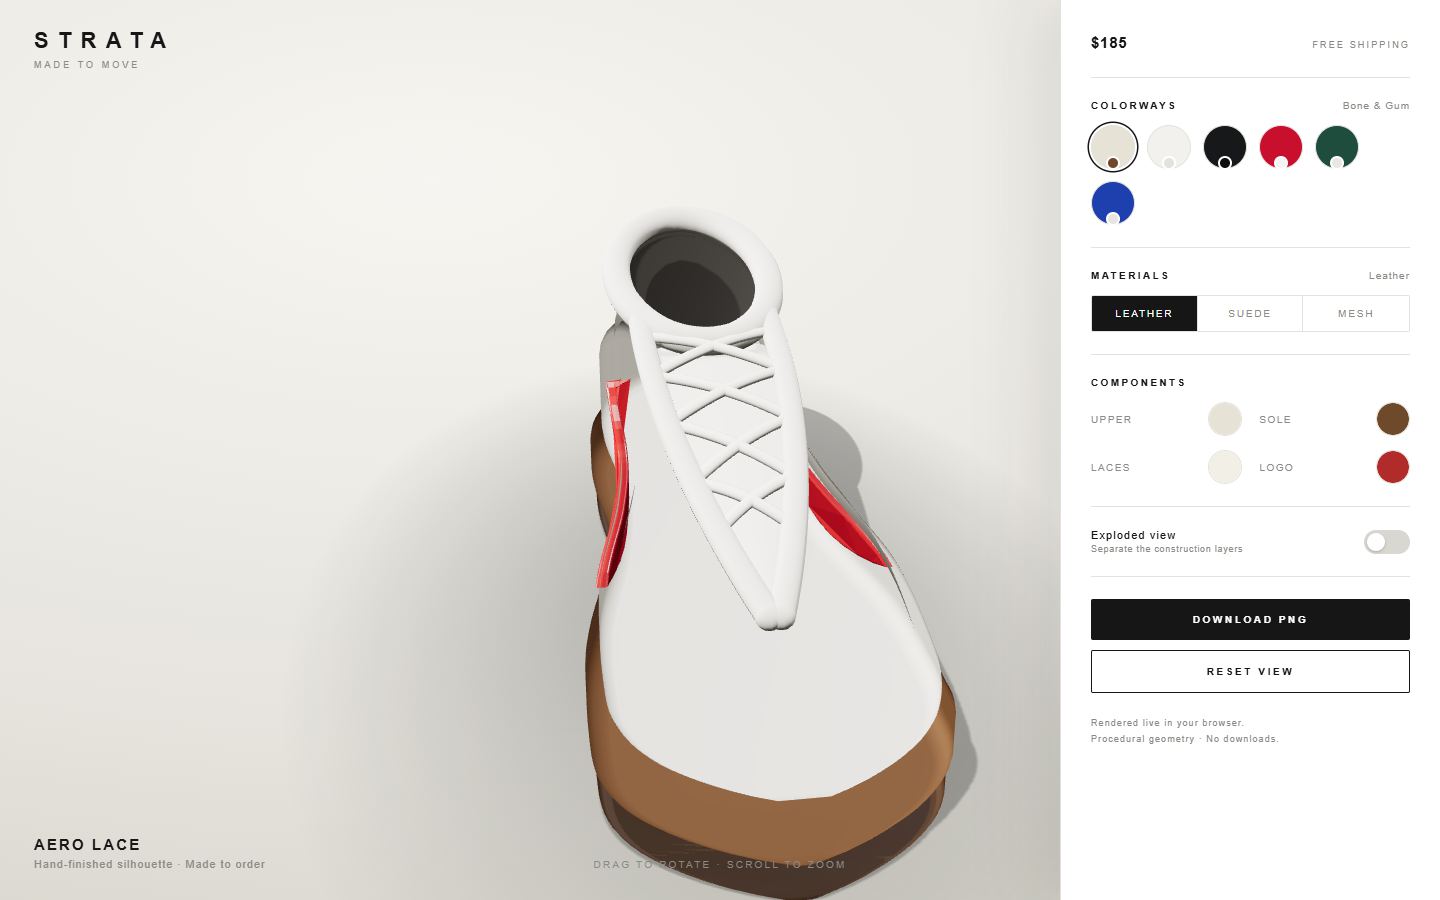 STRATA
MADE TO MOVE
$185
FREE SHIPPING
COLORWAYS
Bone & Gum
MATERIALS
Leather
LEATHER
SUEDE
MESH
COMPONENTS
UPPER
SOLE
LACES
LOGO
Exploded view
Separate the construction layers
DOWNLOAD PNG
RESET VIEW
Rendered live in your browser.
Procedural geometry · No downloads.
AERO LACE
Hand-finished silhouette · Made to order
DRAG TO ROTATE · SCROLL TO ZOOM